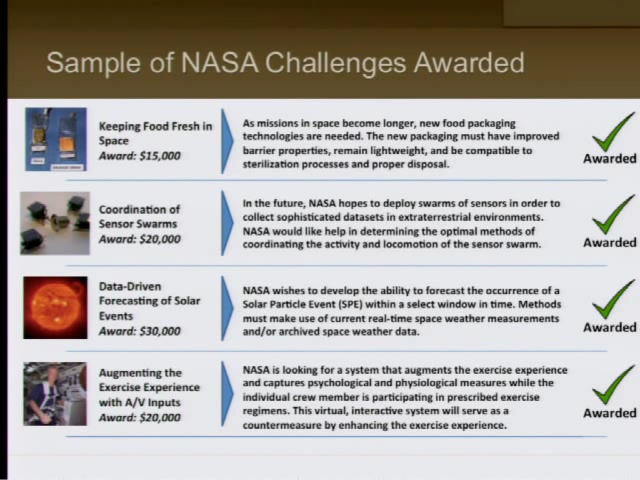 Sample of NASA Challenges Awarded
Keeping Food Fresh in
Space
Award: $15,000
As missions in space become longer, new food packaging
technologies are needed. The new packaging must have improved
barrier properties, remain lightweight, and be compatible to
sterilization processes and proper disposal.
Awarded
Coordination of
Sensor Swarms
Award: $20,000
In the future, NASA hopes to deploy swarms of sensors in order to
collect sophisticated datasets in extraterrestrial environments.
NASA would like help in determining the optimal methods of
coordinating the activity and locomotion of the sensor swarm.
Awarded
Data-Driven
Forecasting of Solar
Events
Award: $30,000
NASA wishes to develop the ability to forecast the occurrence of a
Solar Particle Event (SPE) within a select window in time. Methods
must make use of current real-time space weather measurements
and/or archived space weather data.
Awarded
Augmenting the
Exercise Experience
with A/V Inputs
Award: $20,000
NASA is looking for a system that augments the exercise experience
and captures psychological and physiological measures while the
individual crew member is participating in prescribed exercise
regimens. This virtual, interactive system will serve as a
countermeasure by enhancing the exercise experience.
Awarded